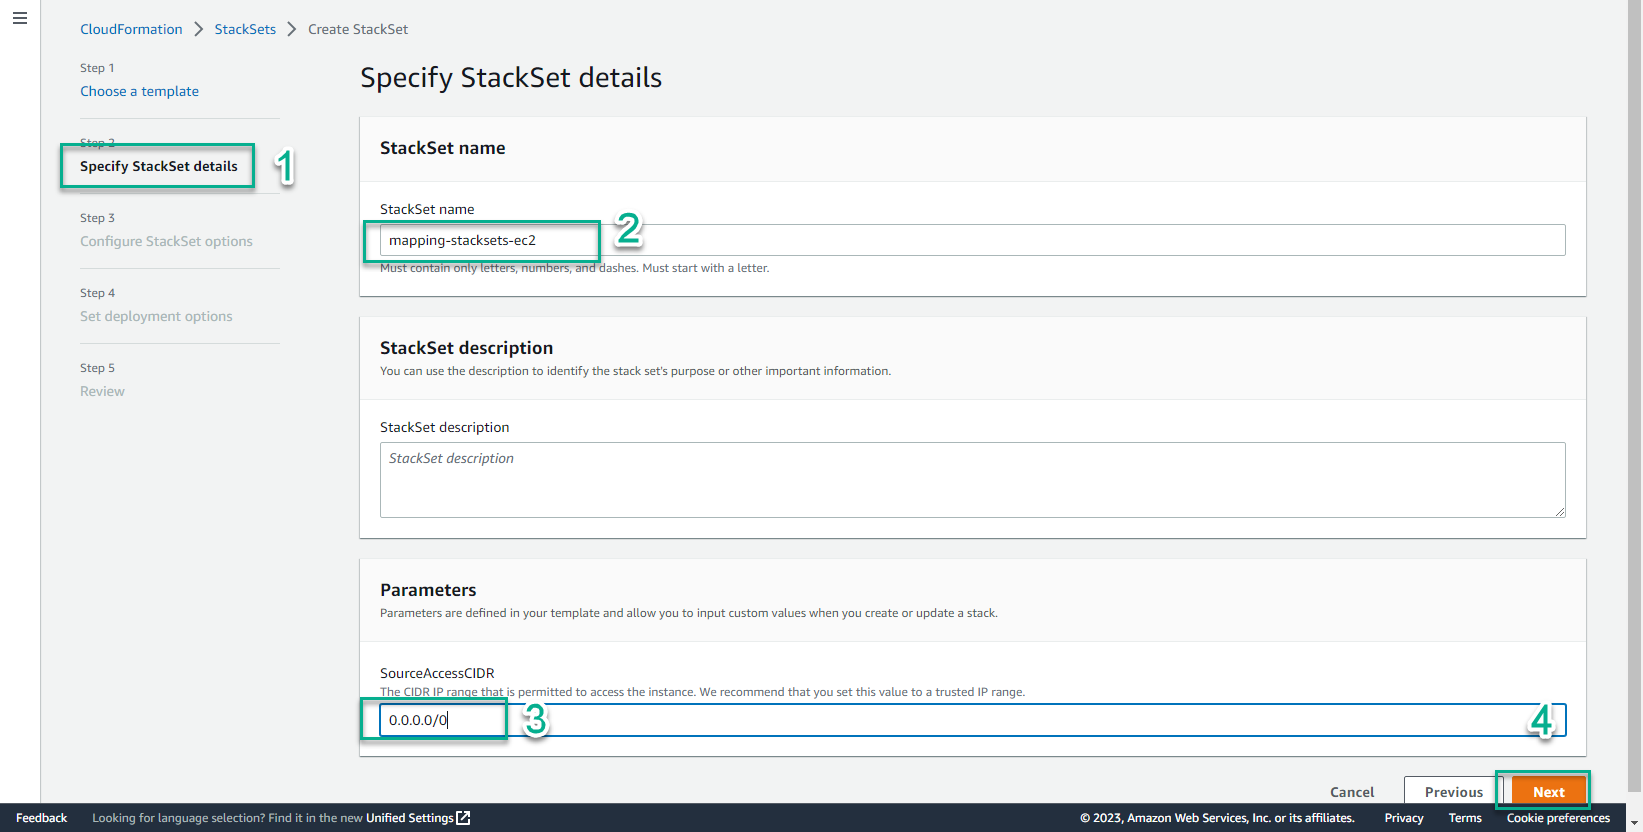 CloudFormation > StackSets > Create StackSet
Step 1
Choose a template
Step 2
Specify StackSet details
1
Step 3
Configure StackSet options
Step 4
Set deployment options
Step 5
Review
Specify StackSet details
StackSet name
StackSet name
mapping-stacksets-ec2
2
Must contain only letters, numbers, and dashes. Must start with a letter.
StackSet description
You can use the description to identify the stack set's purpose or other important information.
StackSet description
StackSet description
Parameters
Parameters are defined in your template and allow you to input custom values when you create or update a stack.
SourceAccessCIDR
The CIDR IP range that is permitted to access the instance. We recommend that you set this value to a trusted IP range.
0.0.0.0/0
3
4
Cancel Previous Next
Feedback Looking for language selection? Find it in the new Unified Settings © 2023, Amazon Web Services, Inc. or its affiliates. Privacy Terms Cookie preferences